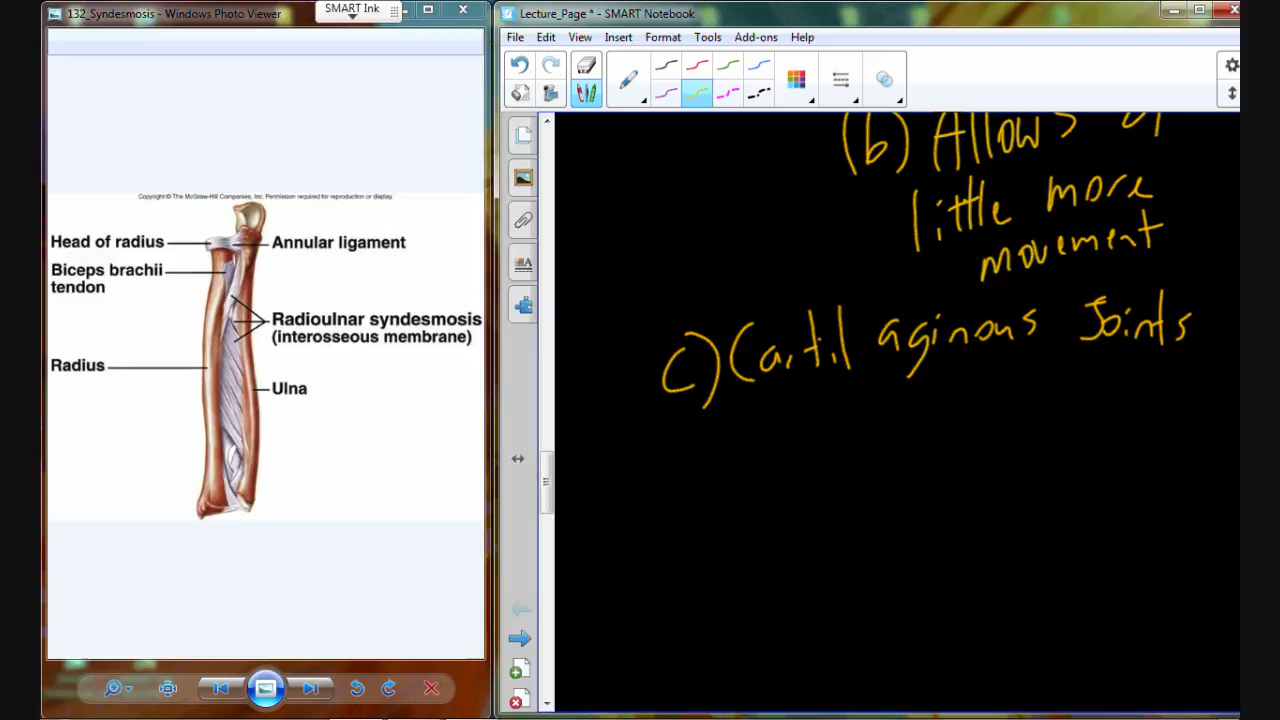 132_Syndesmosis - Windows Photo Viewer
SMART Ink
Lecture_Page * - SMART Notebook
File Edit View Insert Format Tools Add-ons Help
Copyright © The McGraw-Hill Companies, Inc. Permission required for reproduction or display.
Head of radius
Annular ligament
Biceps brachii
tendon
Radioulnar syndesmosis
(interosseous membrane)
Radius
Ulna
(b) Allows a
little more
movement
C) Cartilaginous Joints